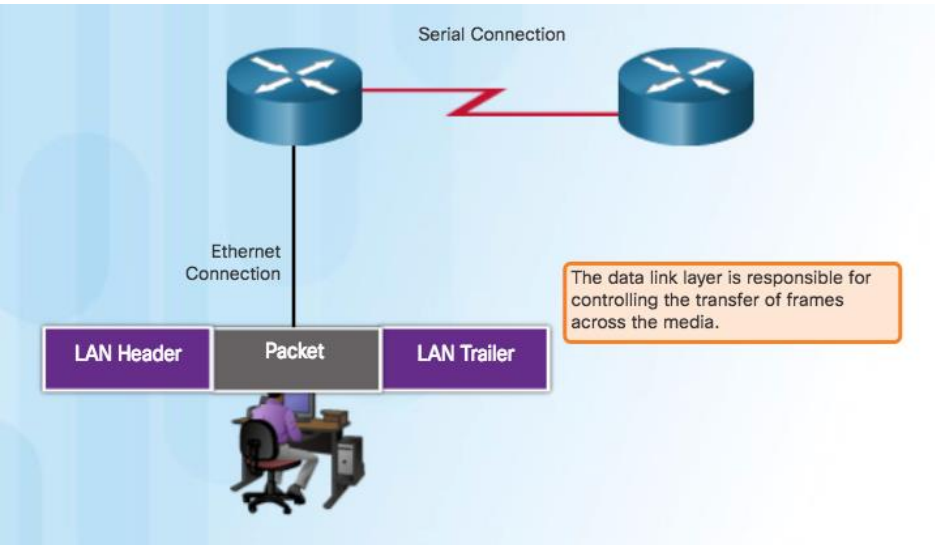 Serial Connection
Ethernet
Connection
The data link layer is responsible for
controlling the transfer of frames
across the media.
LAN Header
Packet
LAN Trailer